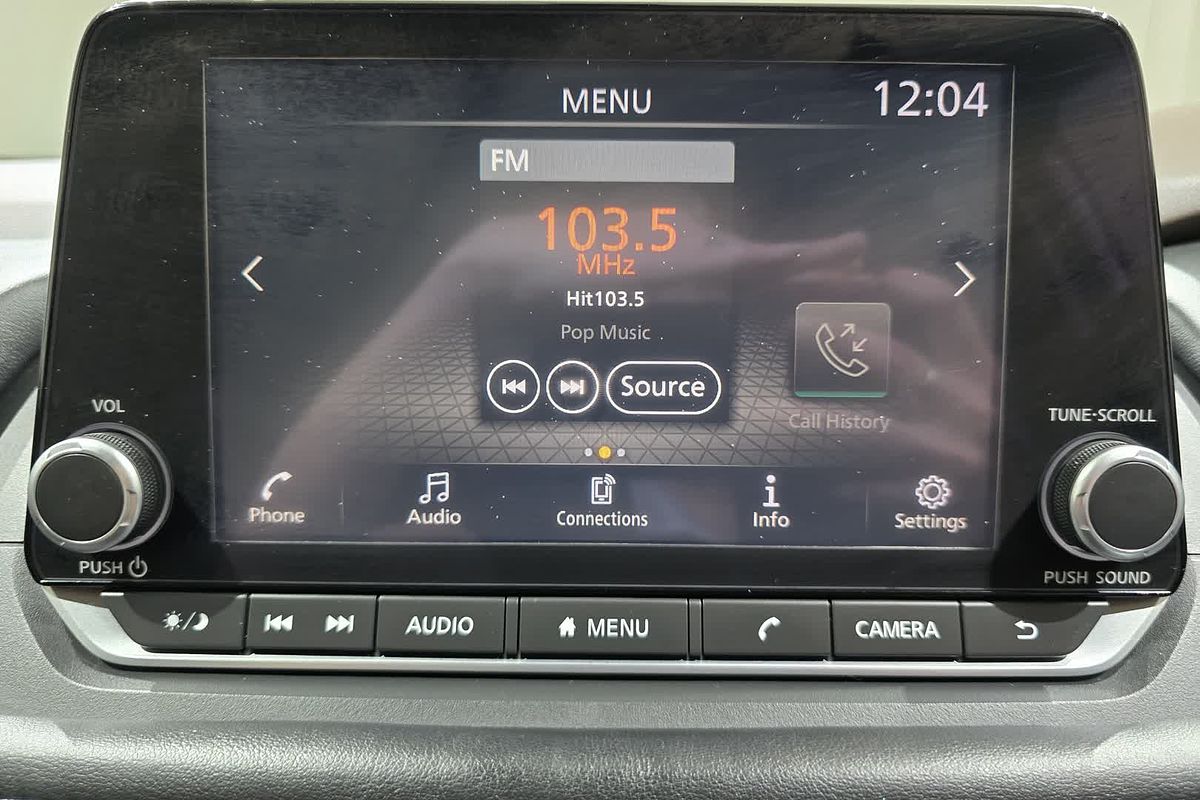 MENU
12:04
FM
103.5
MHz
Hit103.5
Pop Music
Source
Call History
VOL
TUNE·SCROLL
Phone
Audio
Connections
Info
Settings
PUSH
PUSH SOUND
AUDIO
MENU
CAMERA